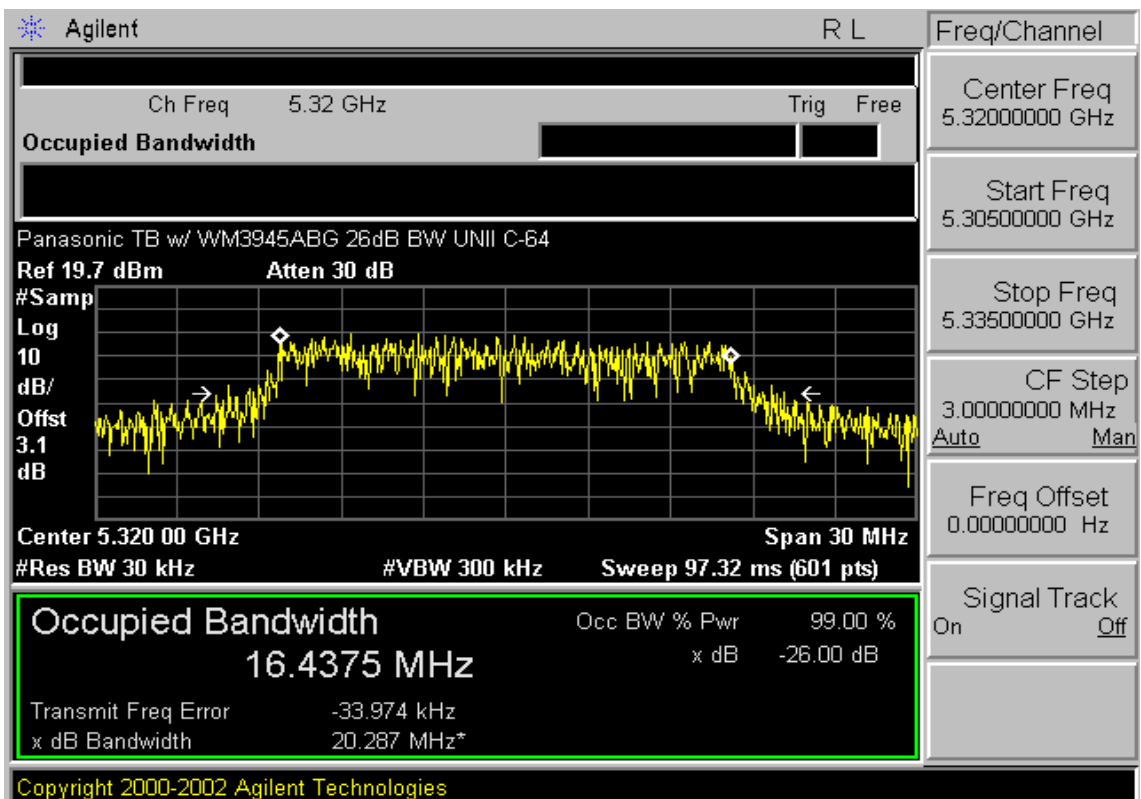 Agilent
R L
Freq/Channel
Ch Freq 5.32 GHz
Trig Free
Occupied Bandwidth
Center Freq
5.32000000 GHz
Start Freq
5.30500000 GHz
Stop Freq
5.33500000 GHz
CF Step
3.00000000 MHz
Auto Man
Freq Offset
0.00000000 Hz
Signal Track
On Off
Panasonic TB w/ WM3945ABG 26dB BW UNII C-64
Ref 19.7 dBm
Atten 30 dB
#Samp
Log
10
dB/
Offst
3.1
dB
Center 5.320 00 GHz
Span 30 MHz
#Res BW 30 kHz
#VBW 300 kHz
Sweep 97.32 ms (601 pts)
Occupied Bandwidth
16.4375 MHz
Occ BW % Pwr 99.00 %
x dB -26.00 dB
Transmit Freq Error -33.974 kHz
x dB Bandwidth 20.287 MHz*
Copyright 2000-2002 Agilent Technologies